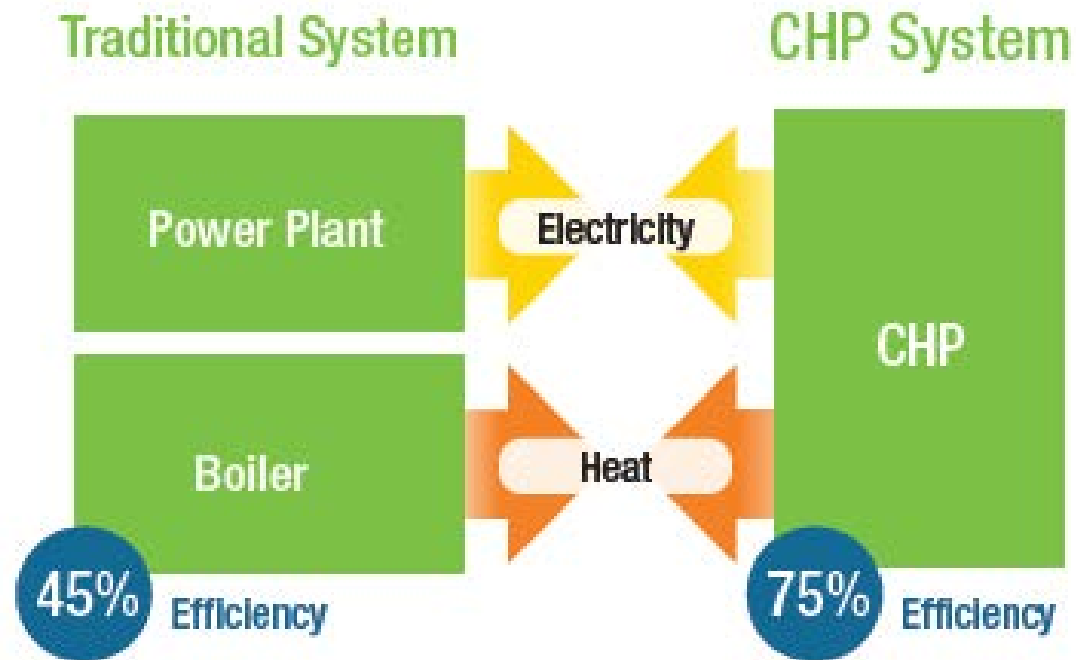 Traditional System
CHP System
Power Plant
Electricity
CHP
Boiler
Heat
45% Efficiency
75% Efficiency